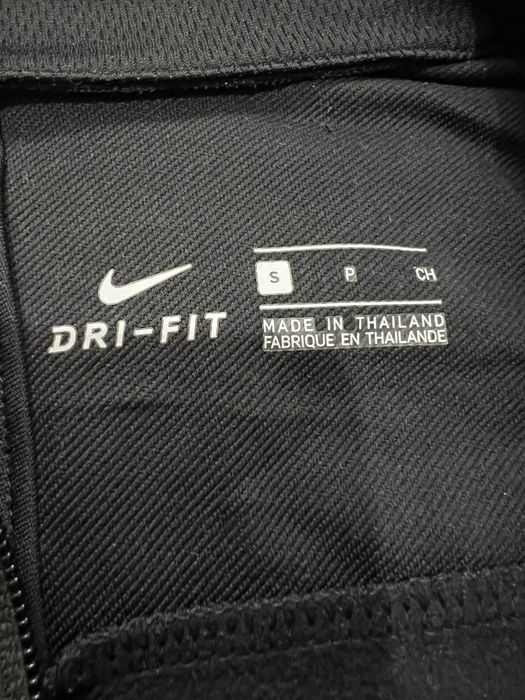 DRI-FIT
S P CH
MADE IN THAILAND
FABRIQUE EN THAILANDE